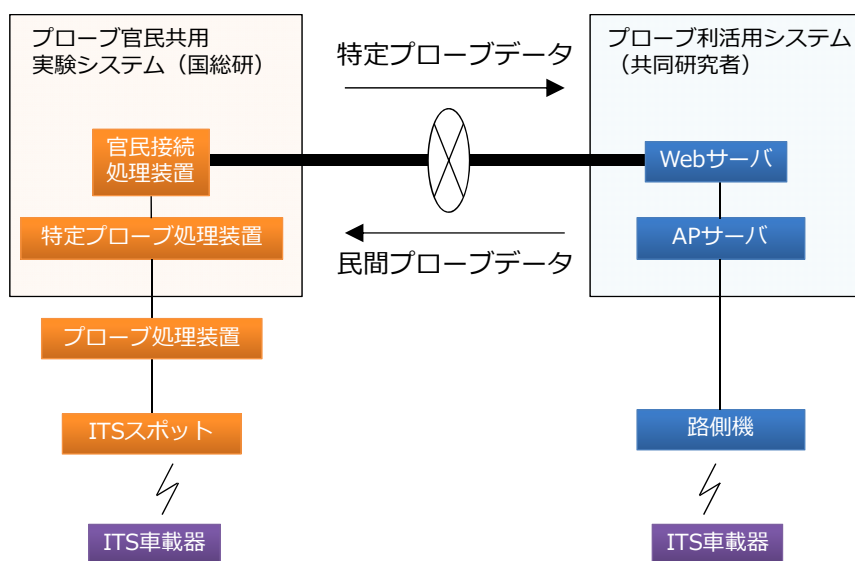 プローブ官民共用
実験システム（国総研）
特定プローブデータ
プローブ利活用システム
（共同研究者）
官民接続
処理装置
Webサーバ
特定プローブ処理装置
APサーバ
民間プローブデータ
プローブ処理装置
ITSスポット
路側機
ITS車載器
ITS車載器